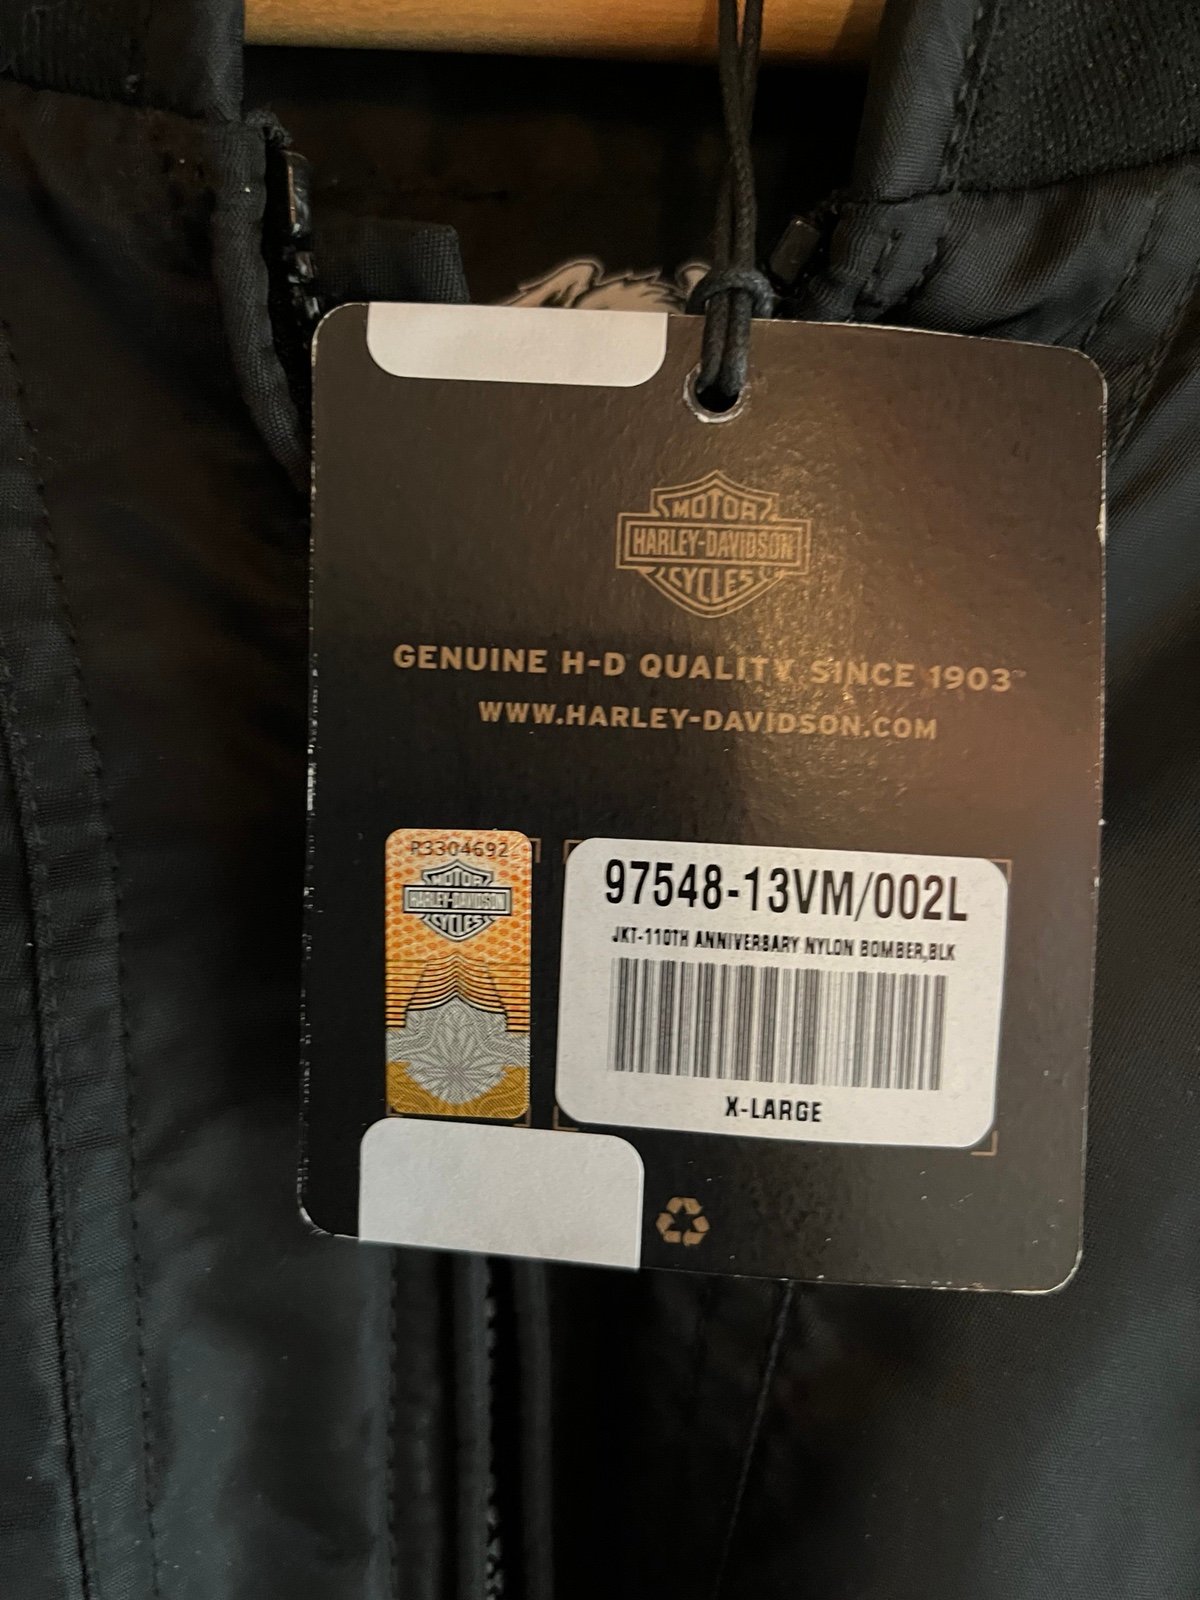 MOTOR
HARLEY-DAVIDSON
CYCLES
GENUINE H-D QUALITY SINCE 1903™
WWW.HARLEY-DAVIDSON.COM
R3304692
MOTOR
HARLEY-DAVIDSON
CYCLES
97548-13VM/002L
JKT-110TH ANNIVERSARY NYLON BOMBER,BLK
X-LARGE